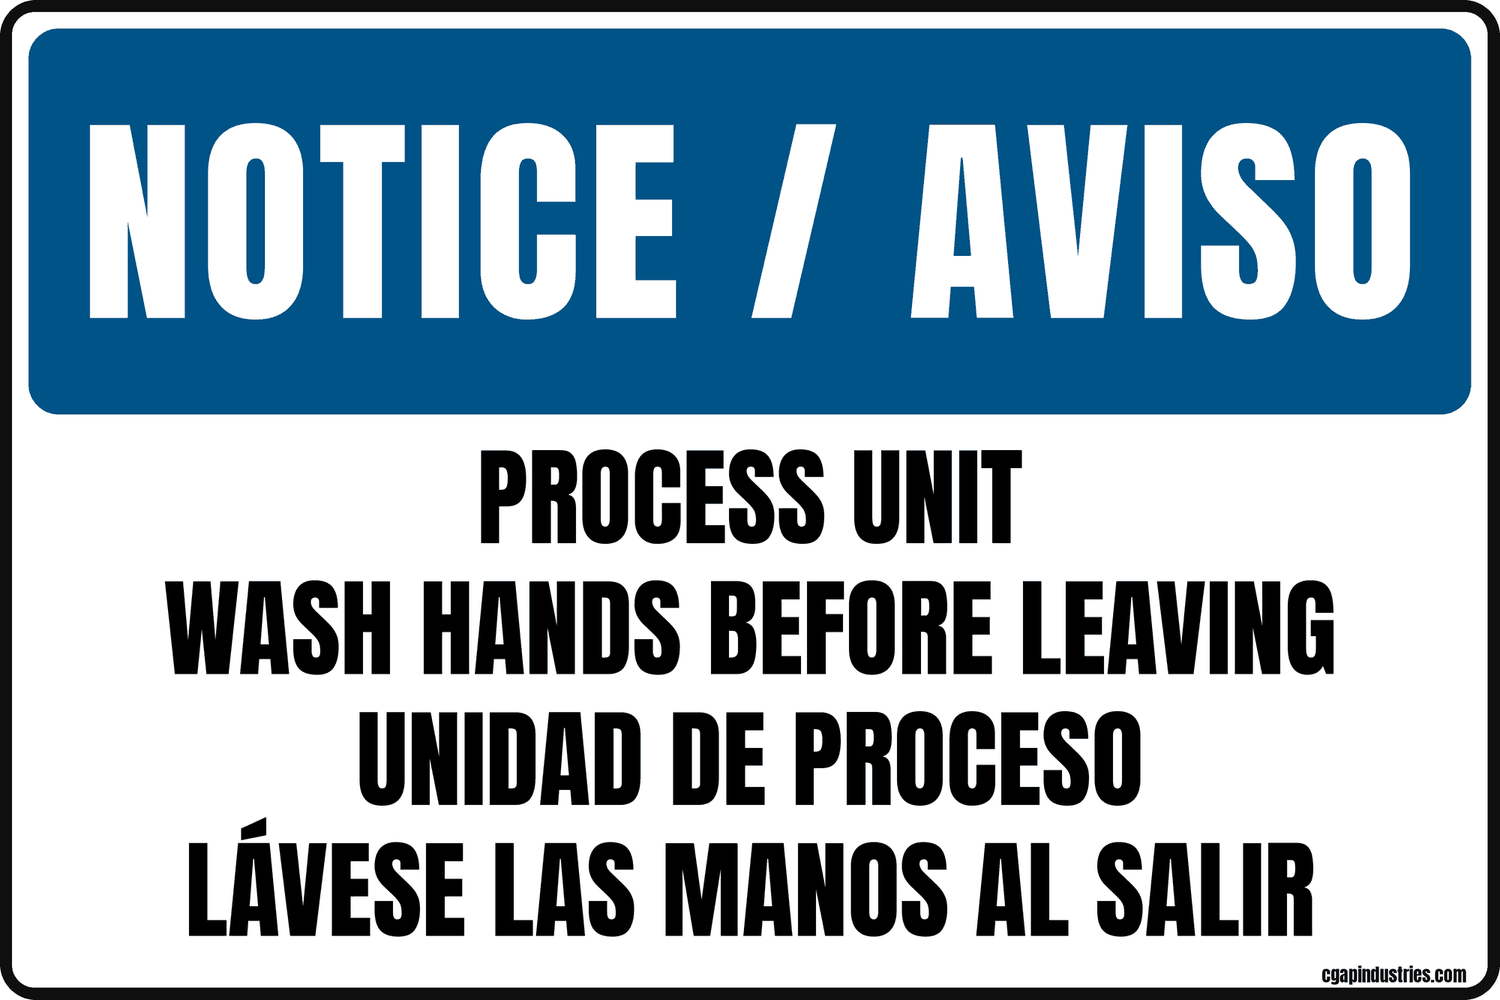 NOTICE / AVISO
PROCESS UNIT
WASH HANDS BEFORE LEAVING
UNIDAD DE PROCESO
LÁVESE LAS MANOS AL SALIR
cgapindustries.com